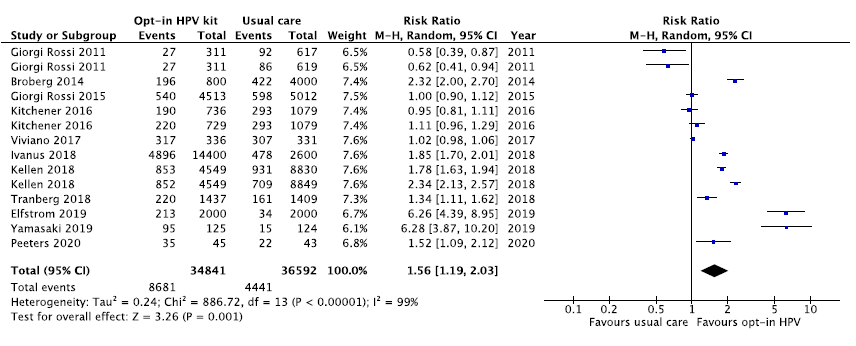 Opt-in HPV kit Usual care Risk Ratio Risk Ratio
Study or Subgroup Events Total Events Total Weight M-H, Random, 95% CI Year M-H, Random, 95% CI
Giorgi Rossi 2011 27 311 92 617 6.5% 0.58 [0.39, 0.87] 2011
Giorgi Rossi 2011 27 311 86 619 6.5% 0.62 [0.41, 0.94] 2011
Broberg 2014 196 800 422 4000 7.4% 2.32 [2.00, 2.70] 2014
Giorgi Rossi 2015 540 4513 598 5012 7.5% 1.00 [0.90, 1.12] 2015
Kitchener 2016 190 736 293 1079 7.4% 0.95 [0.81, 1.11] 2016
Kitchener 2016 220 729 293 1079 7.4% 1.11 [0.96, 1.29] 2016
Viviano 2017 317 336 307 331 7.6% 1.02 [0.98, 1.06] 2017
Ivanus 2018 4896 14400 478 2600 7.6% 1.85 [1.70, 2.01] 2018
Kellen 2018 853 4549 931 8830 7.6% 1.78 [1.63, 1.94] 2018
Kellen 2018 852 4549 709 8849 7.5% 2.34 [2.13, 2.57] 2018
Tranberg 2018 220 1437 161 1409 7.3% 1.34 [1.11, 1.62] 2018
Elfstrom 2019 213 2000 34 2000 6.7% 6.26 [4.39, 8.95] 2019
Yamasaki 2019 95 125 15 124 6.1% 6.28 [3.87, 10.20] 2019
Peeters 2020 35 45 22 43 6.8% 1.52 [1.09, 2.12] 2020
Total (95% CI) 34841 36592 100.0% 1.56 [1.19, 2.03]
Total events 8681 4441
Heterogeneity: Tau² = 0.24; Chi² = 886.72, df = 13 (P < 0.00001); I² = 99%
Test for overall effect: Z = 3.26 (P = 0.001)
0.1 0.2 0.5 1 2 5 10
Favours usual care Favours opt-in HPV